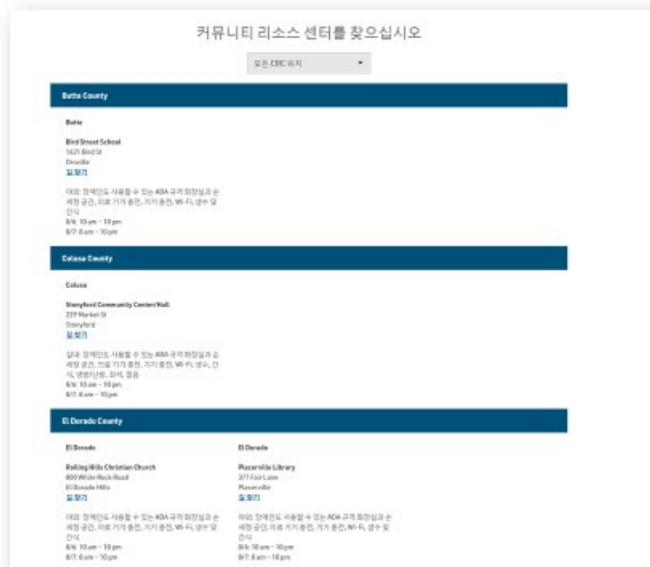 커뮤니티 리소스 센터를 찾으십시오
모든 CRC 위치
Butte County
Butte
Bird Street School
1421 Bird St
Oroville
길 찾기
야외: 장애인도 사용할 수 있는 ADA 규격 화장실과 손
세정 공간, 의료 기기 충전, 기기 충전, Wi-Fi, 생수 및
간식
8/6: 10 am - 10 pm
8/7: 8 am - 10 pm
Colusa County
Colusa
Stonyford Community Center/Hall
229 Market St
Stonyford
길 찾기
실내: 장애인도 사용할 수 있는 ADA 규격 화장실과 손
세정 공간, 의료 기기 충전, 기기 충전, Wi-Fi, 생수, 간
식, 냉방/난방, 좌석, 얼음
8/6: 10 am - 10 pm
8/7: 8 am - 10 pm
El Dorado County
El Dorado
Rolling Hills Christian Church
800 White Rock Road
El Dorado Hills
길 찾기
야외: 장애인도 사용할 수 있는 ADA 규격 화장실과 손
세정 공간, 의료 기기 충전, 기기 충전, Wi-Fi, 생수 및
간식
8/6: 10 am - 10 pm
8/7: 8 am - 10 pm
El Dorado
Placerville Library
377 Fair Lane
Placerville
길 찾기
야외: 장애인도 사용할 수 있는 ADA 규격 화장실과 손
세정 공간, 의료 기기 충전, 기기 충전, Wi-Fi, 생수 및
간식
8/6: 10 am - 10 pm
8/7: 8 am - 10 pm